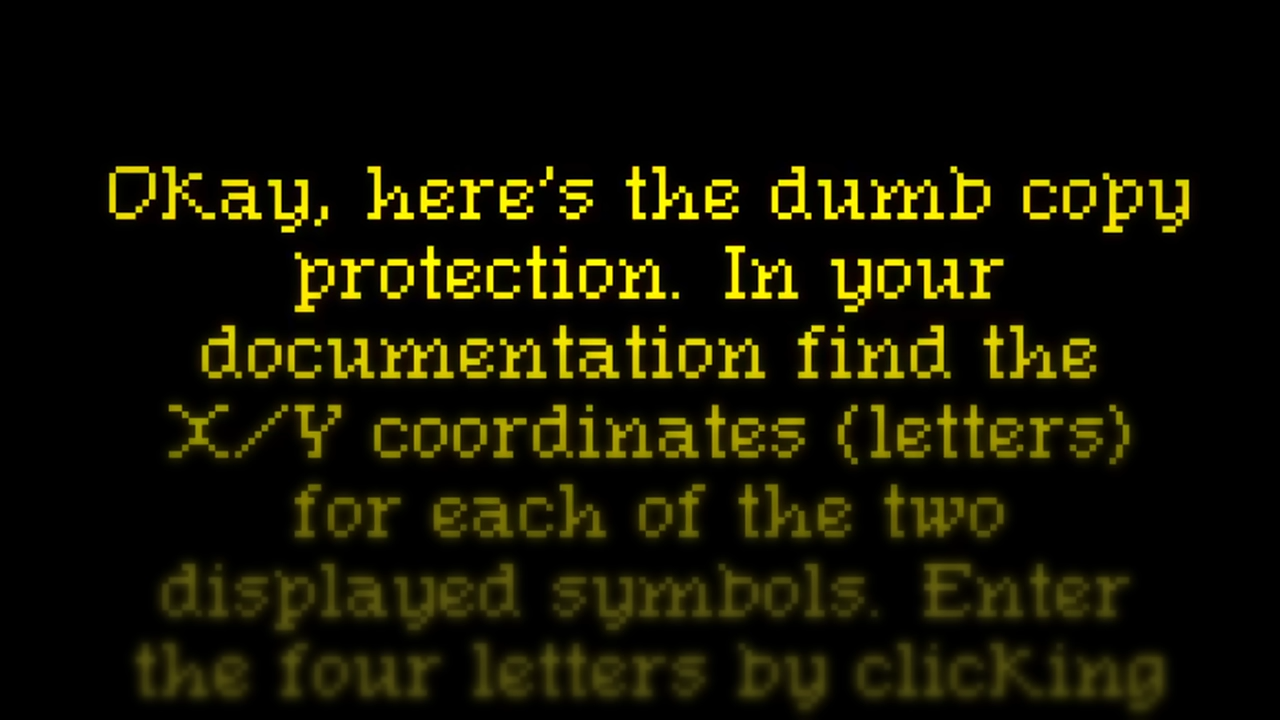 Okay, here's the dumb copy
protection. In your
documentation find the
X/Y coordinates (letters)
for each of the two
displayed symbols. Enter
the four letters by clicking